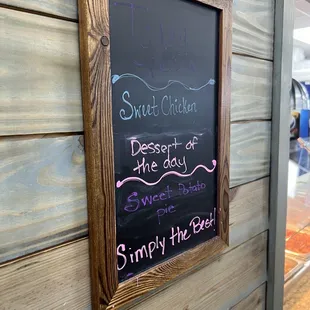 Sweet Chicken
Dessert of
the day
Sweet Potato
pie
Simply the Best!